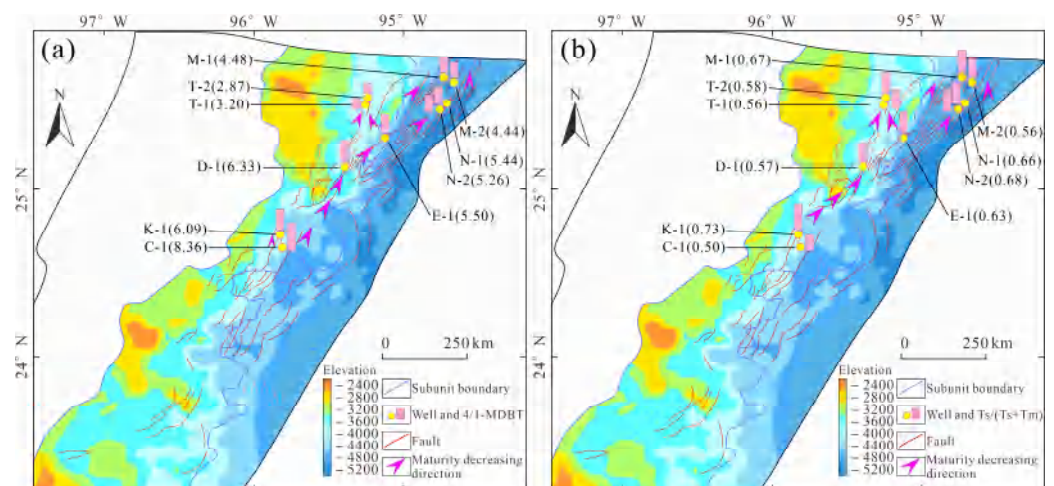 97° W
96° W
95° W
97° W
96° W
95° W
(a)
N
M-1(4.48)
T-2(2.87)
T-1(3.20)
M-2(4.44)
N-1(5.44)
N-2(5.26)
D-1(6.33)
E-1(5.50)
K-1(6.09)
C-1(8.36)
25° N
24° N
0 250 km
Elevation
2400
2800
3200
3600
4000
4400
4800
5200
Subunit boundary
Well and 4/1-MDBT
Fault
Maturity decreasing
direction
(b)
N
M-1(0.67)
T-2(0.58)
T-1(0.56)
M-2(0.56)
N-1(0.66)
N-2(0.68)
D-1(0.57)
E-1(0.63)
K-1(0.73)
C-1(0.50)
25° N
24° N
0 250 km
Elevation
2400
2800
3200
3600
4000
4400
4800
5200
Subunit boundary
Well and Ts/(Ts+Tm)
Fault
Maturity decreasing
direction